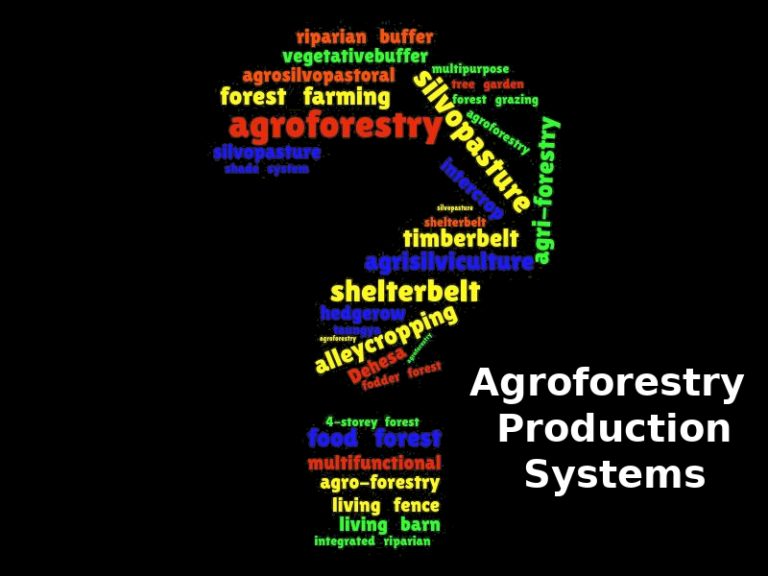 riparian buffer
vegetativebuffer
agrosilvopastoral
forest farming
agroforestry
silvopasture
shade system
multipurpose
tree garden
forest grazing
silvopasture
agroforestry
agri-forestry
intercrop
silvopasture
shelterbelt
timberbelt
agrisilviculture
shelterbelt
hedgerow
taungya
agroforestry
alleycropping
agroforestry
Dehesa
fodder forest
4-storey forest
food forest
multifunctional
agro-forestry
living fence
living barn
integrated riparian
Agroforestry
Production
Systems